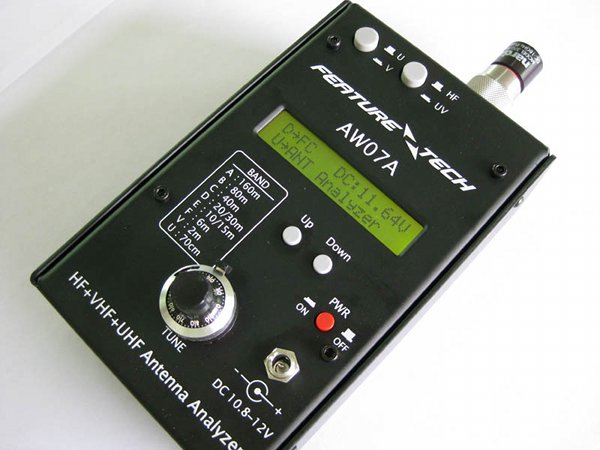 U
V
HF
UV
FEATURE TECH
AW07A
D→FC DC:11.64V
U→ANT Analyzer
BAND
A : 160m
B : 80m
C : 40m
D : 20/30m
E : 10/15m
F : 6m
V : 2m
U : 70cm
Up
Down
PWR
ON
OFF
TUNE
- +
DC 10.8-12V
HF+VHF+UHF Antenna Analyzer